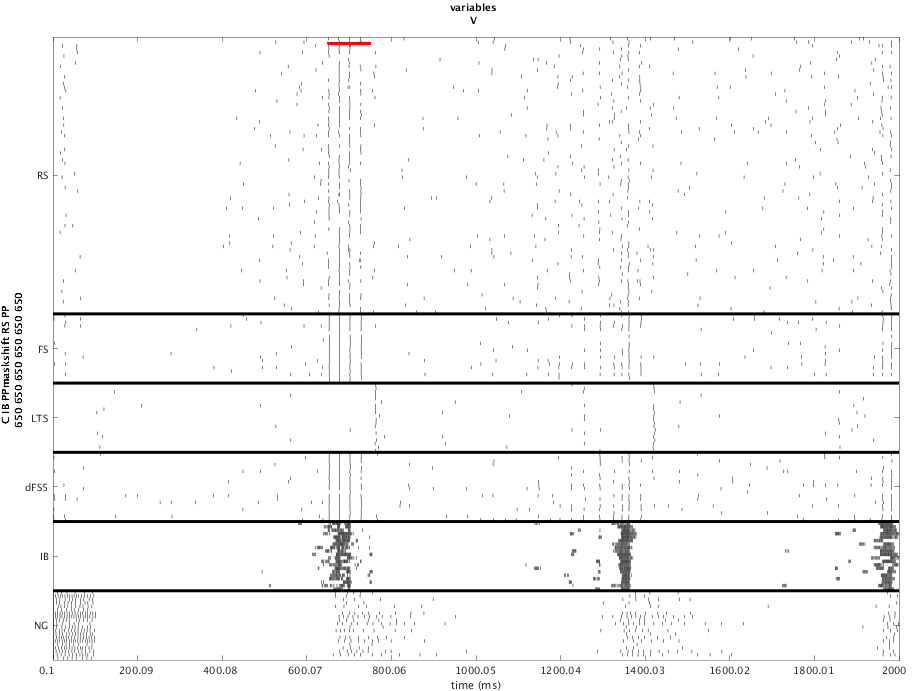 variables
V
C IB PPmaskshift RS PP
650 650 650 650 650 650
RS
FS
LTS
dFS5
IB
NG
0.1 200.09 400.08 600.07 800.06 1000.05 1200.04 1400.03 1600.02 1800.01 2000
time (ms)